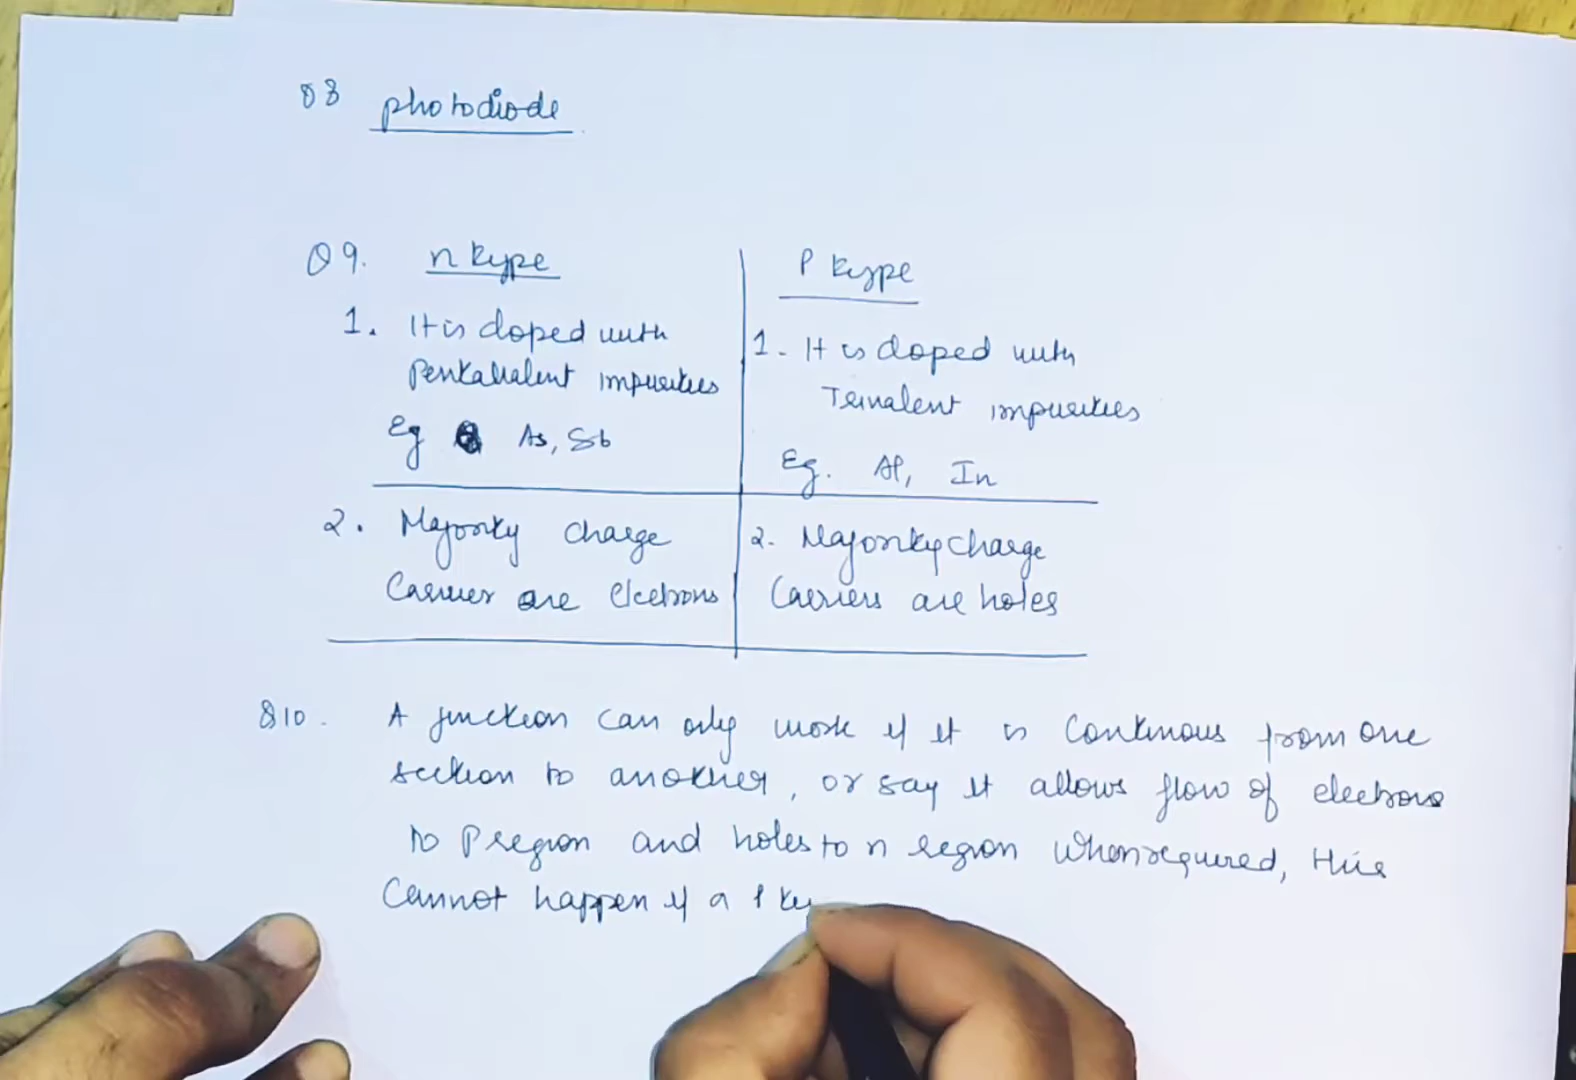 Q8 photodiode
Q9. n type
1. It is doped with
Pentavalent impurities
Eg As, Sb
2. Majority charge
Carrier are electrons
P type
1. It is doped with
Trivalent impurities
Eg. Al, In
2. Majority charge
Carriers are holes
Q10. A junction can only work if it is Continous from one
section to another, or say it allows flow of electrons
to P region and holes to n region when required, this
Cannot happen if a P ty